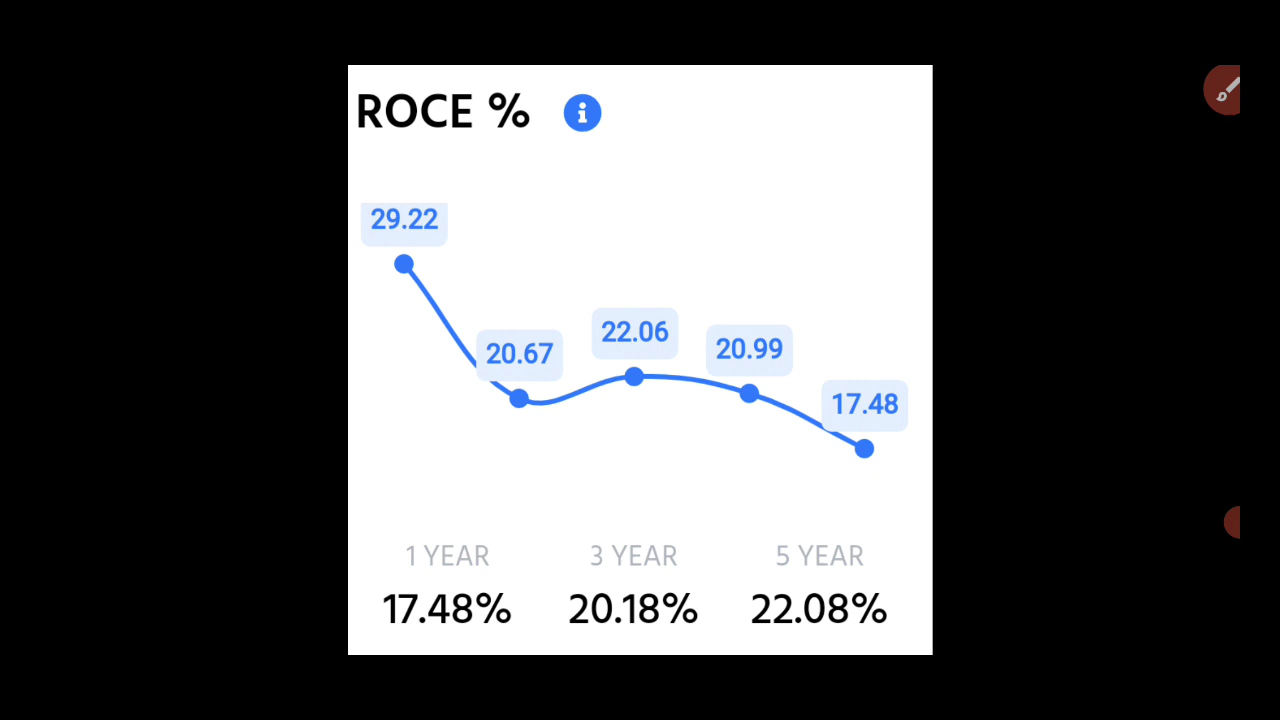 ROCE %
29.22
20.67
22.06
20.99
17.48
1 YEAR 3 YEAR 5 YEAR
17.48% 20.18% 22.08%